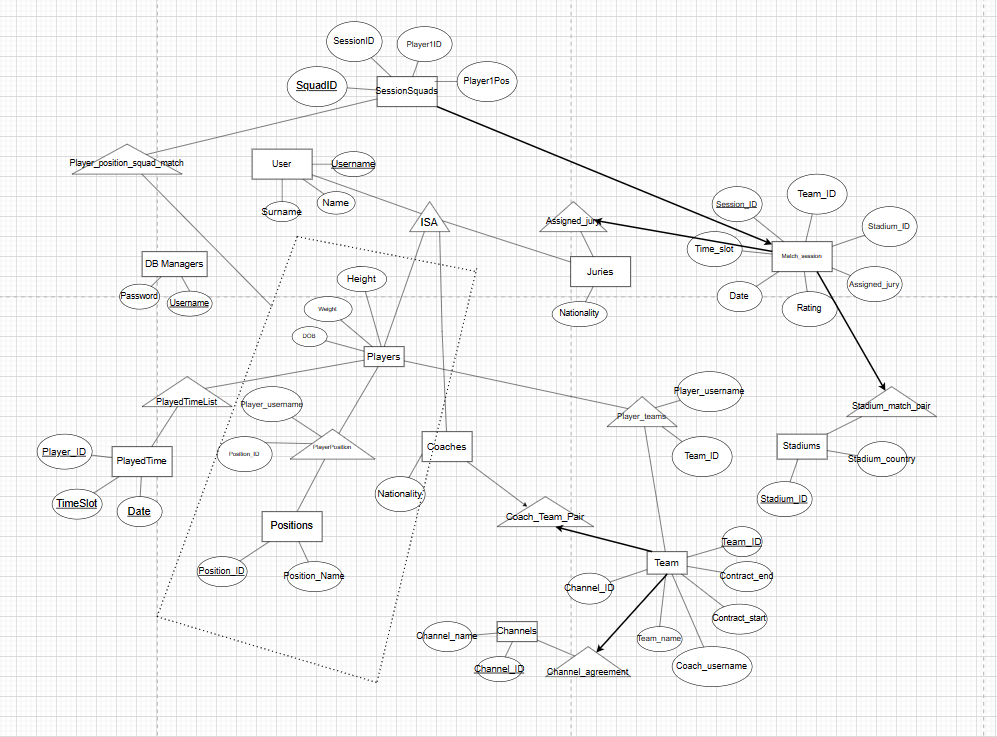 SessionID
Player1ID
SquadID
SessionSquads
Player1Pos
Player_position_squad_match
User
Username
Surname
Name
ISA
Assigned_jury
Session_ID
Team_ID
Stadium_ID
Time_slot
Match_session
Assigned_jury
Date
Rating
Juries
Nationality
DB Managers
Password
Username
Height
Weight
DOB
Players
PlayedTimeList
Player_username
Position_ID
PlayerPosition
Player_teams
Player_username
Team_ID
Stadium_match_pair
Stadiums
Stadium_country
Stadium_ID
Player_ID
PlayedTime
TimeSlot
Date
Coaches
Nationality
Coach_Team_Pair
Positions
Position_ID
Position_Name
Team
Team_ID
Contract_end
Contract_start
Channel_ID
Team_name
Coach_username
Channel_name
Channels
Channel_ID
Channel_agreement